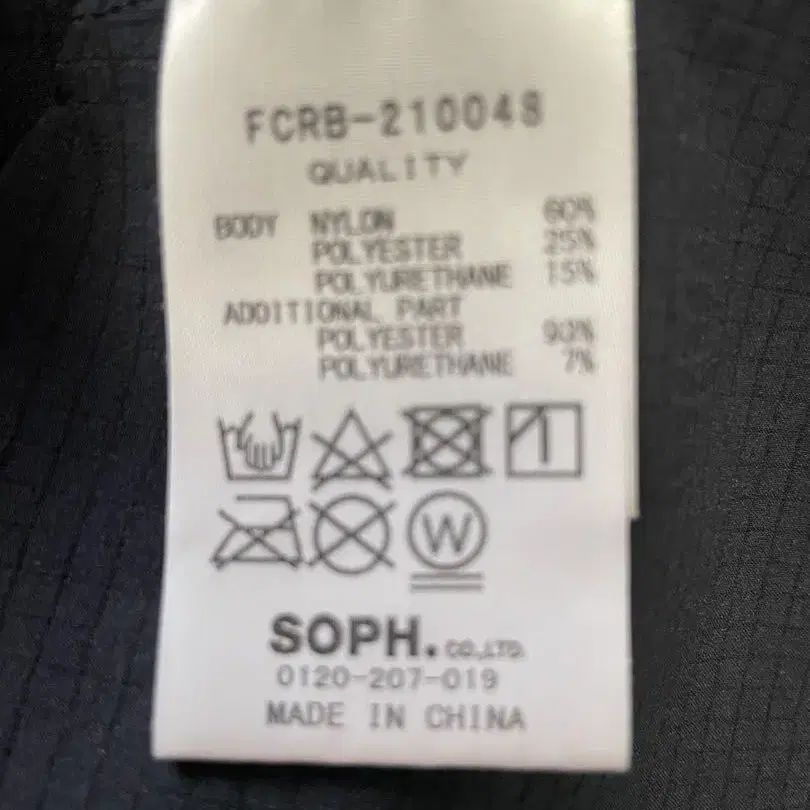 FCRB-210048
QUALITY
BODY NYLON 60%
POLYESTER 25%
POLYURETHANE 15%
ADDITIONAL PART
POLYESTER 93%
POLYURETHANE 7%
W
SOPH. CO.,LTD.
0120-207-019
MADE IN CHINA